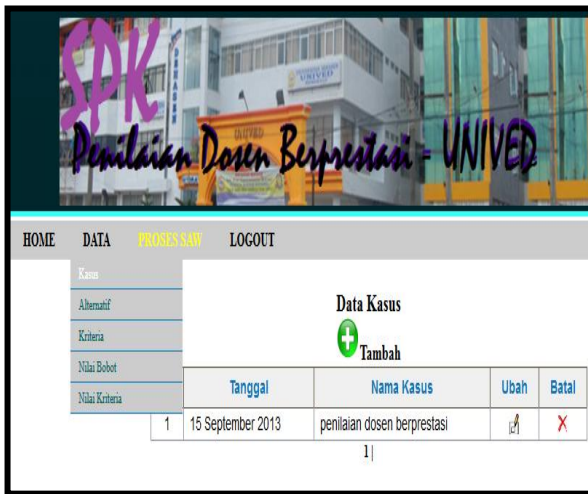 SPK
Penilaian Dosen Berprestasi - UNIVED
HOME DATA PROSES SAW LOGOUT
Kasus
Alternatif
Kriteria
Nilai Bobot
Nilai Kriteria
Data Kasus
Tambah
Tanggal Nama Kasus Ubah Batal
1 15 September 2013 penilaian dosen berprestasi
1 |